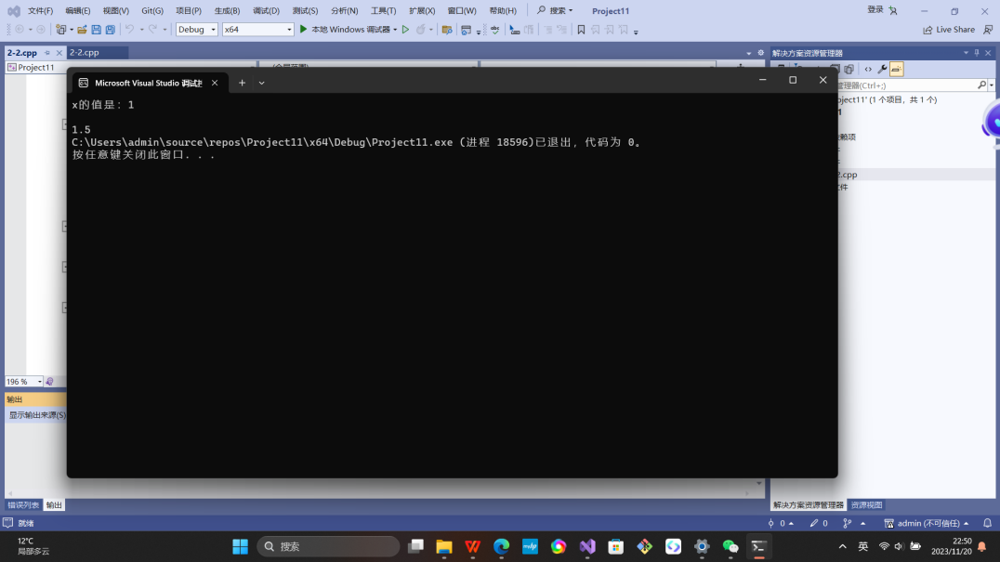 文件(F) 编辑(E) 视图(V) Git(G) 项目(P) 生成(B) 调试(D) 测试(S) 分析(N) 工具(T) 扩展(X) 窗口(W) 帮助(H) 搜索 Project11 登录
Debug x64 本地 Windows 调试器 Live Share
2-2.cpp 2-2.cpp 解决方案资源管理器
Project11
Microsoft Visual Studio 调试
管理器(Ctrl+;)
x的值是：1
oject11' (1 个项目，共 1 个)
1
1.5
C:\Users\admin\source\repos\Project11\x64\Debug\Project11.exe (进程 18596)已退出，代码为 0。
按任意键关闭此窗口. . .
赖项
2.cpp
文件
196 %
输出
显示输出来源(S)
错误列表 输出 解决方案资源管理器 资源视图
就绪 0 0 admin (不可信任)
12°C
局部多云
搜索
英
22:50
2023/11/20